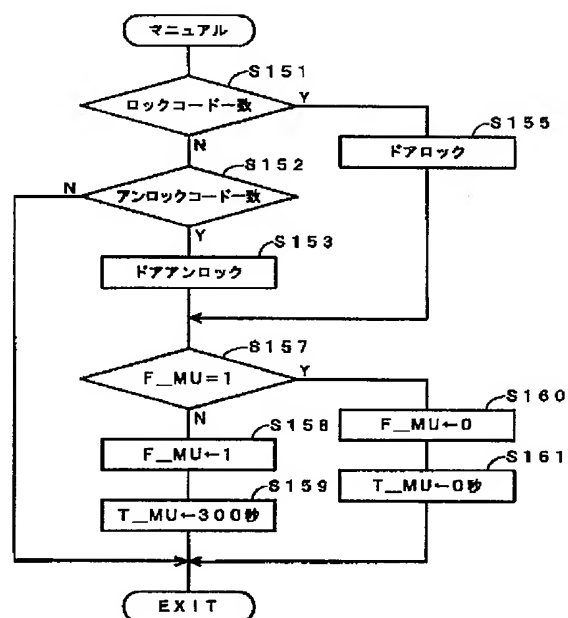 マニュアル
S151
ロックコード一致
Y
N
S155
ドアロック
S152
N
アンロックコード一致
Y
S153
ドアアンロック
S157
F_MU=1
Y
N
S160
F_MU←0
S158
F_MU←1
S161
T_MU←0秒
S159
T_MU←300秒
EXIT